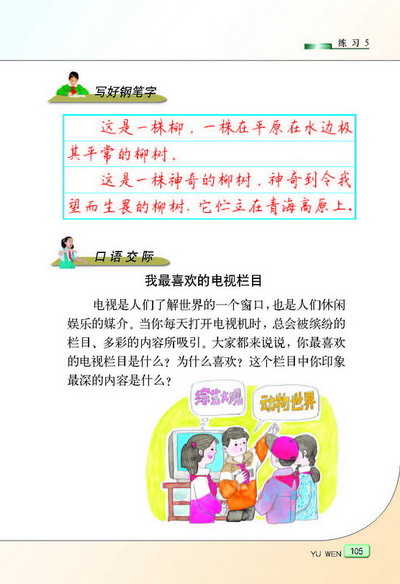 练习5
写好钢笔字
这是一株柳，一株在平原在水边极
其平常的柳树。
这是一株神奇的柳树，神奇到令我
望而生畏的柳树，它伫立在青海高原上。
口语交际
我最喜欢的电视栏目
电视是人们了解世界的一个窗口，也是人们休闲
娱乐的媒介。当你每天打开电视机时，总会被缤纷的
栏目、多彩的内容所吸引。大家都来说说，你最喜欢
的电视栏目是什么？为什么喜欢？这个栏目中你印象
最深的内容是什么？
综艺大观
动物世界
YU WEN 105